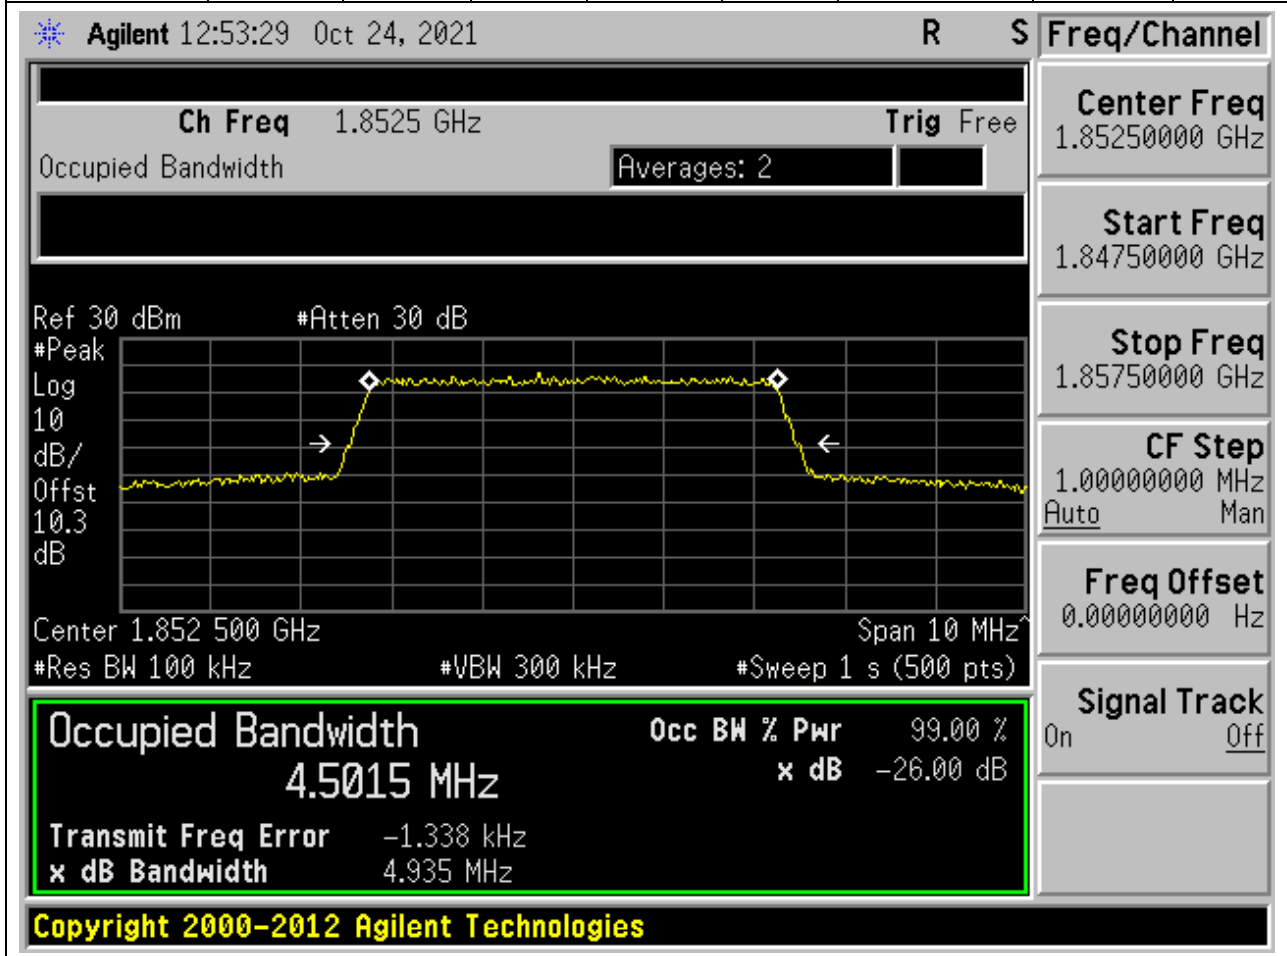 Agilent 12:53:29 Oct 24, 2021 R S
Freq/Channel
Ch Freq 1.8525 GHz Trig Free
Occupied Bandwidth Averages: 2
Ref 30 dBm #Atten 30 dB
#Peak
Log
10
dB/
Offst
10.3
dB
Center 1.852 500 GHz Span 10 MHz^
#Res BW 100 kHz #VBW 300 kHz #Sweep 1 s (500 pts)
Occupied Bandwidth
4.5015 MHz
Occ BW % Pwr 99.00 %
x dB -26.00 dB
Transmit Freq Error -1.338 kHz
x dB Bandwidth 4.935 MHz
Center Freq
1.85250000 GHz
Start Freq
1.84750000 GHz
Stop Freq
1.85750000 GHz
CF Step
1.00000000 MHz
Auto Man
Freq Offset
0.00000000 Hz
Signal Track
On Off
Copyright 2000-2012 Agilent Technologies